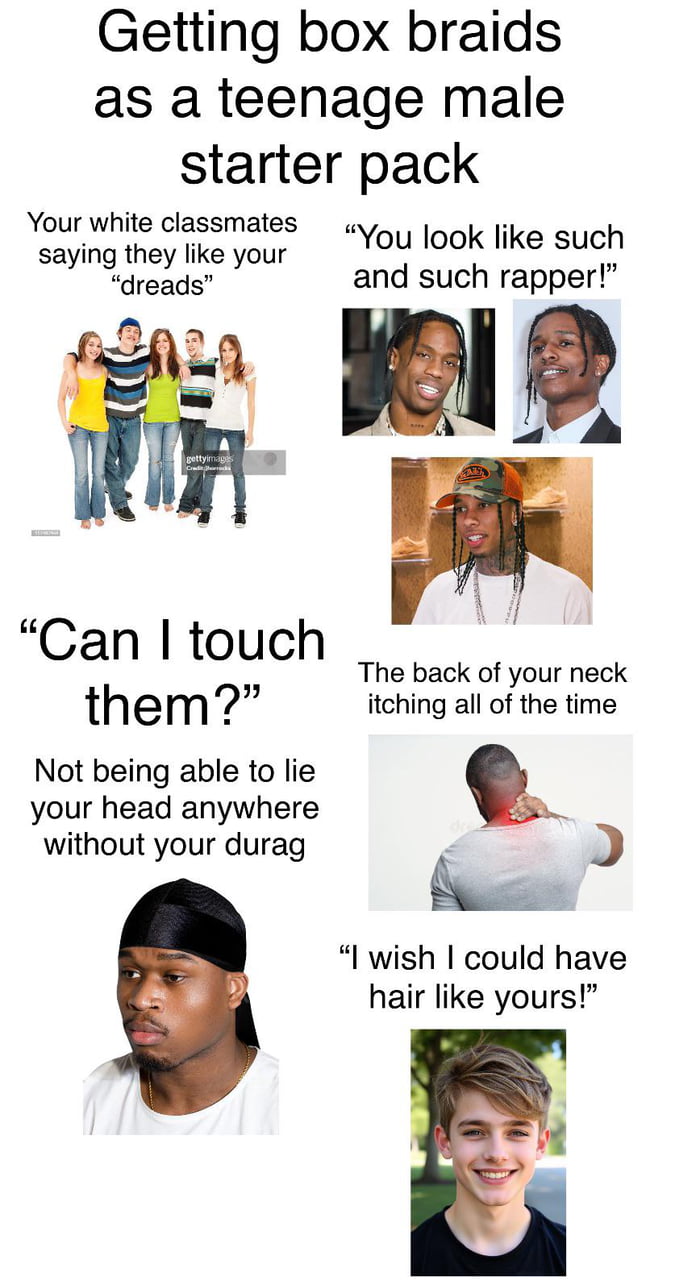 Getting box braids
as a teenage male
starter pack
Your white classmates
saying they like your
“dreads”
gettyimages
“You look like such
and such rapper!”
“Can I touch
them?”
The back of your neck
itching all of the time
Not being able to lie
your head anywhere
without your durag
“I wish I could have
hair like yours!”